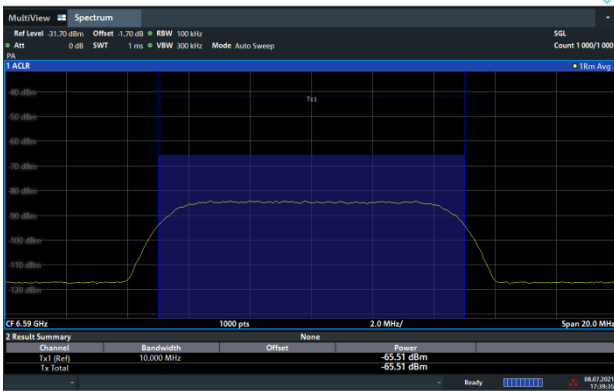 MultiView Spectrum
Ref Level -31.70 dBm Offset -1.70 dB RBW 100 kHz SGL
Att 0 dB SWT 1 ms VBW 300 kHz Mode Auto Sweep Count 1000/1000
PA
1 ACLR 1Rm Avg
Tx1
-40 dBm
-50 dBm
-60 dBm
-70 dBm
-80 dBm
-90 dBm
-100 dBm
-110 dBm
-120 dBm
CF 6.59 GHz 1000 pts 2.0 MHz/ Span 20.0 MHz
2 Result Summary None
Channel Bandwidth Offset Power
Tx1 (Ref) 10.000 MHz -65.51 dBm
Tx Total -65.51 dBm
Ready 08.07.2021
17:39:35